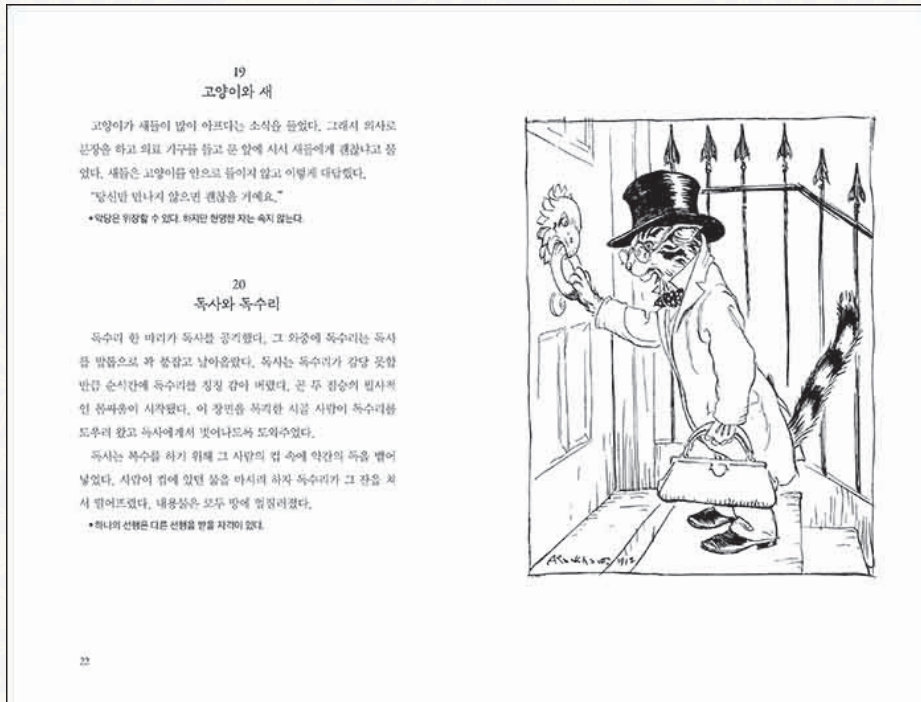 19
고양이와 새
고양이가 새들이 많이 아프다는 소식을 들었다. 그래서 의사로
분장을 하고 의료 기구를 들고 문 앞에 서서 새들에게 괜찮냐고 물
었다. 새들은 고양이를 안으로 들이지 않고 이렇게 대답했다.
“당신만 만나지 않으면 괜찮을 거예요.”
•악당은 위장할 수 있다. 하지만 현명한 자는 속지 않는다.
20
독사와 독수리
독수리 한 마리가 독사를 공격했다. 그 와중에 독수리는 독사
를 발톱으로 꽉 붙잡고 날아올랐다. 독사는 독수리가 감당 못할
만큼 순식간에 독수리를 칭칭 감아 버렸다. 곧 두 짐승의 필사적
인 몸싸움이 시작됐다. 이 장면을 목격한 시골 사람이 독수리를
도우러 왔고 독사에게서 벗어나도록 도와주었다.
독사는 복수를 하기 위해 그 사람의 컵 속에 약간의 독을 뱉어
넣었다. 사람이 컵에 있던 물을 마시려 하자 독수리가 그 잔을 쳐
서 떨어뜨렸다. 내용물은 모두 땅에 엎질러졌다.
•하나의 선행은 다른 선행을 받을 자격이 있다.
22
ARackham 1912